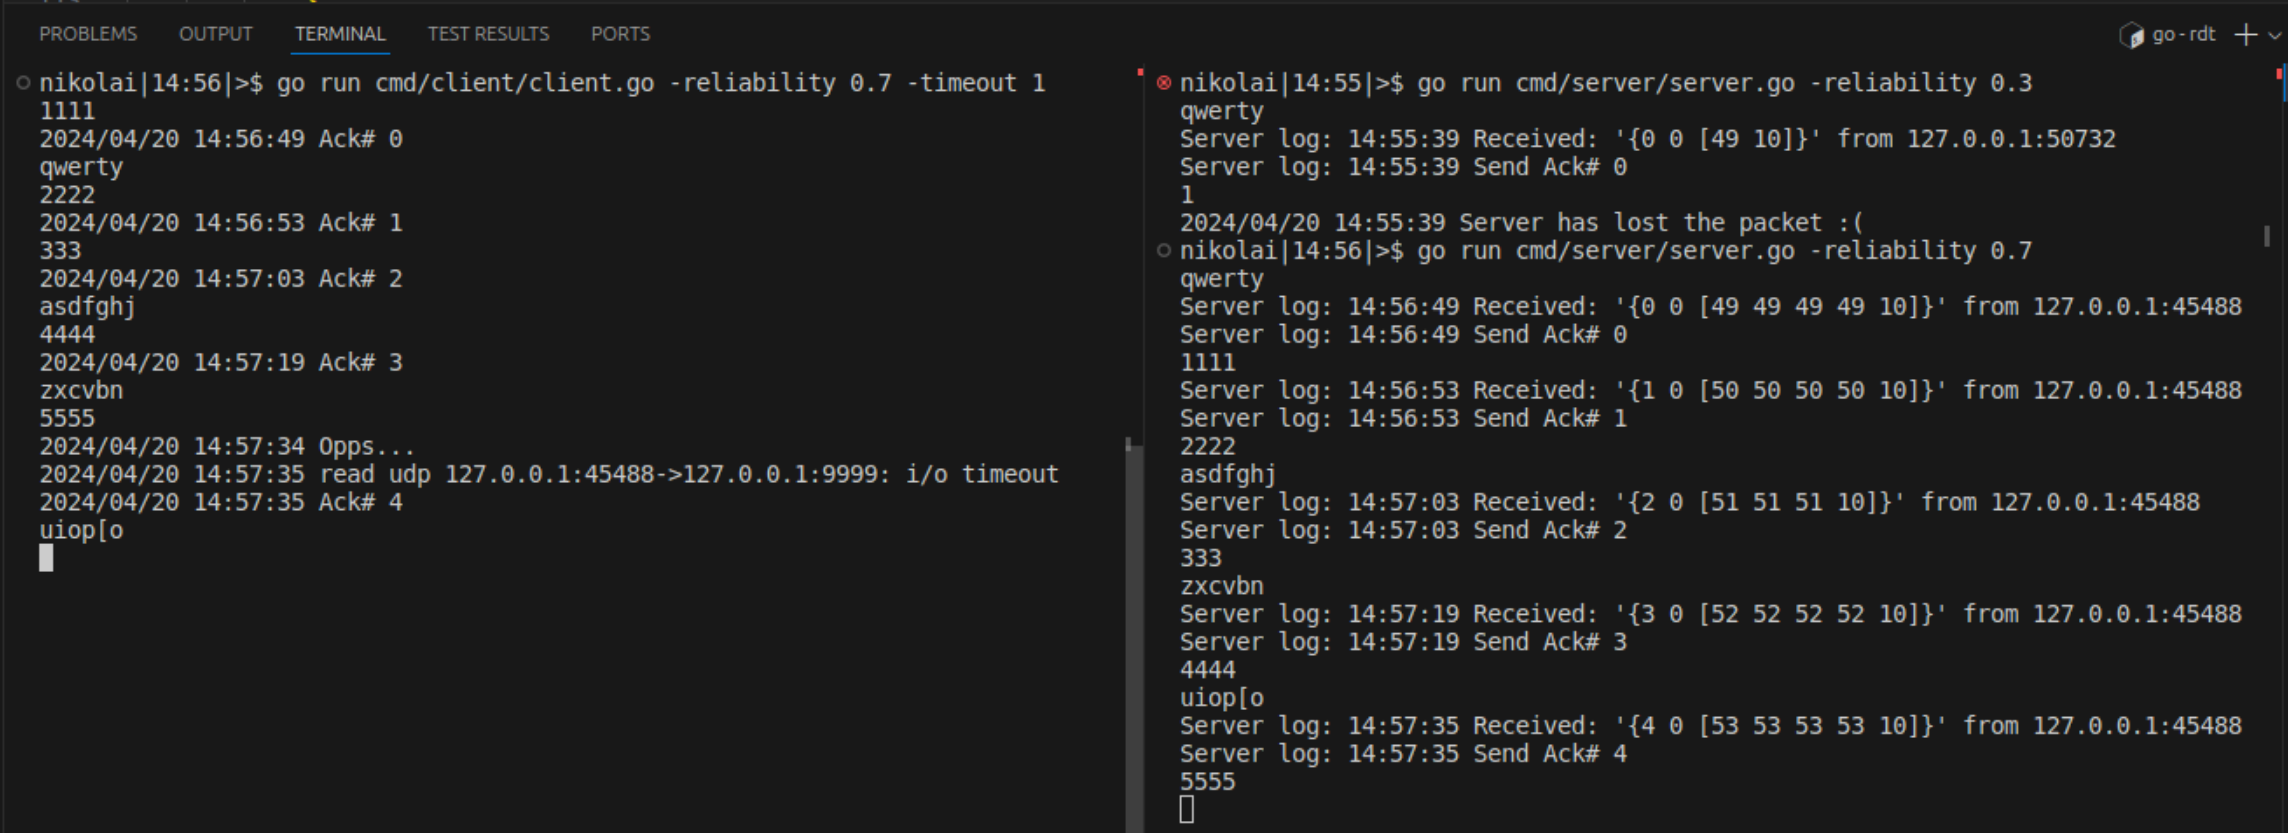 PROBLEMS OUTPUT TERMINAL TEST RESULTS PORTS go - rdt
nikolai|14:56|>$ go run cmd/client/client.go -reliability 0.7 -timeout 1
1111
2024/04/20 14:56:49 Ack# 0
qwerty
2222
2024/04/20 14:56:53 Ack# 1
333
2024/04/20 14:57:03 Ack# 2
asdfghj
4444
2024/04/20 14:57:19 Ack# 3
zxcvbn
5555
2024/04/20 14:57:34 Opps...
2024/04/20 14:57:35 read udp 127.0.0.1:45488->127.0.0.1:9999: i/o timeout
2024/04/20 14:57:35 Ack# 4
uiop[o
nikolai|14:55|>$ go run cmd/server/server.go -reliability 0.3
qwerty
Server log: 14:55:39 Received: '{0 0 [49 10]}' from 127.0.0.1:50732
Server log: 14:55:39 Send Ack# 0
1
2024/04/20 14:55:39 Server has lost the packet :(
nikolai|14:56|>$ go run cmd/server/server.go -reliability 0.7
qwerty
Server log: 14:56:49 Received: '{0 0 [49 49 49 49 10]}' from 127.0.0.1:45488
Server log: 14:56:49 Send Ack# 0
1111
Server log: 14:56:53 Received: '{1 0 [50 50 50 50 10]}' from 127.0.0.1:45488
Server log: 14:56:53 Send Ack# 1
2222
asdfghj
Server log: 14:57:03 Received: '{2 0 [51 51 51 10]}' from 127.0.0.1:45488
Server log: 14:57:03 Send Ack# 2
333
zxcvbn
Server log: 14:57:19 Received: '{3 0 [52 52 52 52 10]}' from 127.0.0.1:45488
Server log: 14:57:19 Send Ack# 3
4444
uiop[o
Server log: 14:57:35 Received: '{4 0 [53 53 53 53 10]}' from 127.0.0.1:45488
Server log: 14:57:35 Send Ack# 4
5555